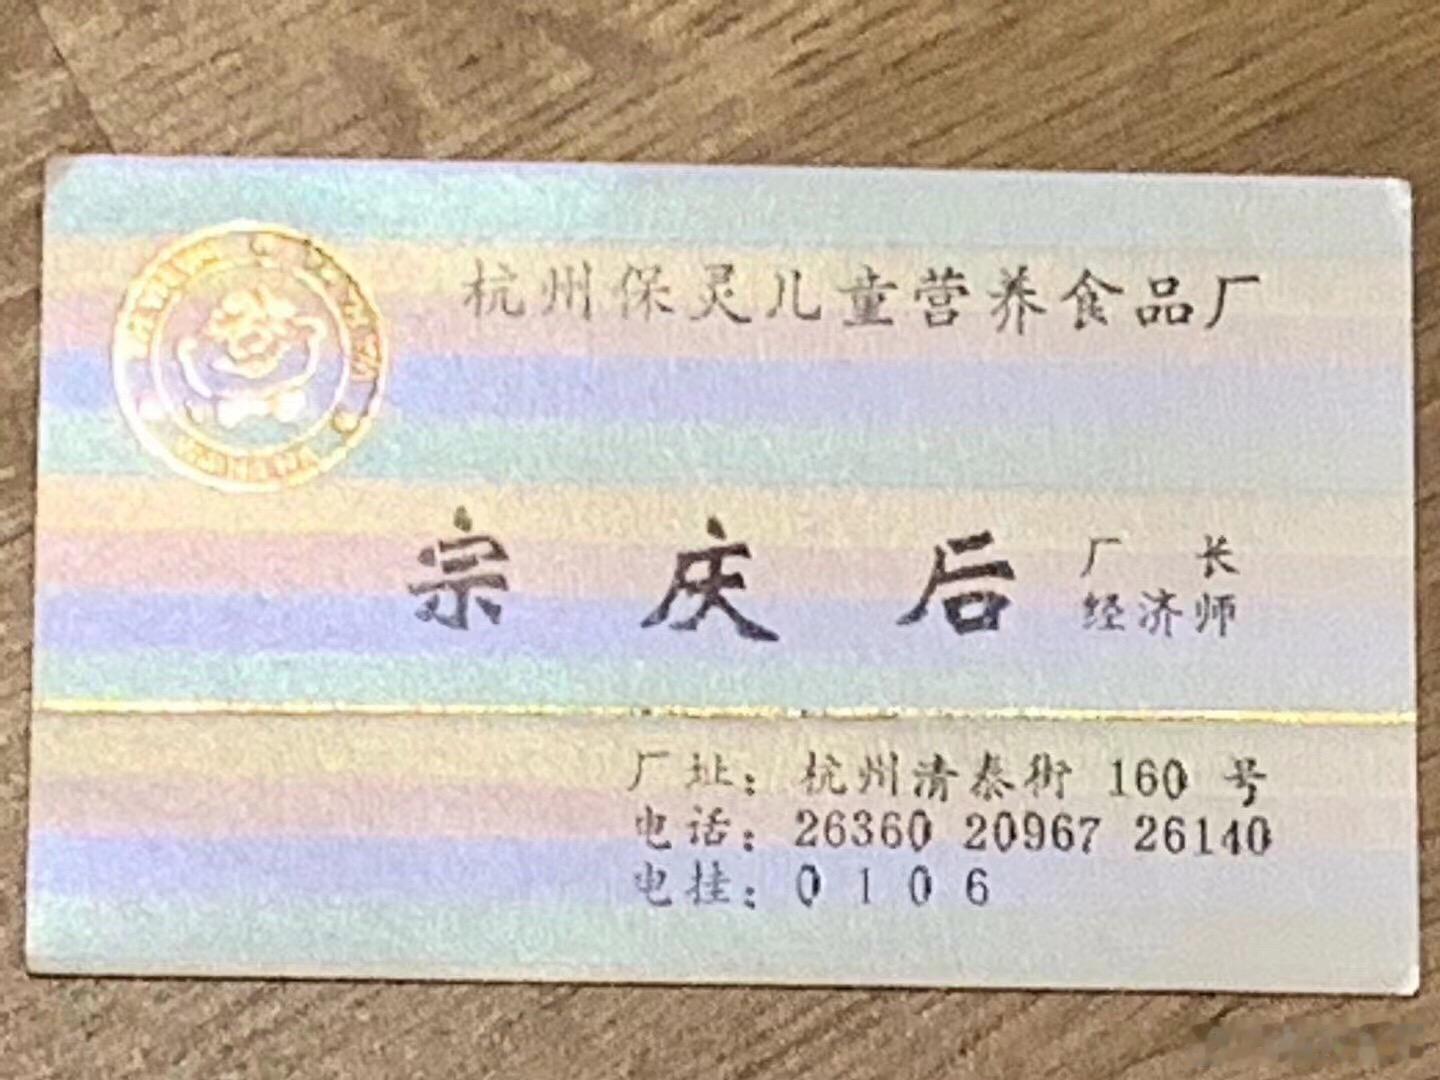 杭州保灵儿童营养食品厂
宗庆后 厂长
经济师
厂址：杭州清泰街 160 号
电话：26360 20967 26140
电挂：0106